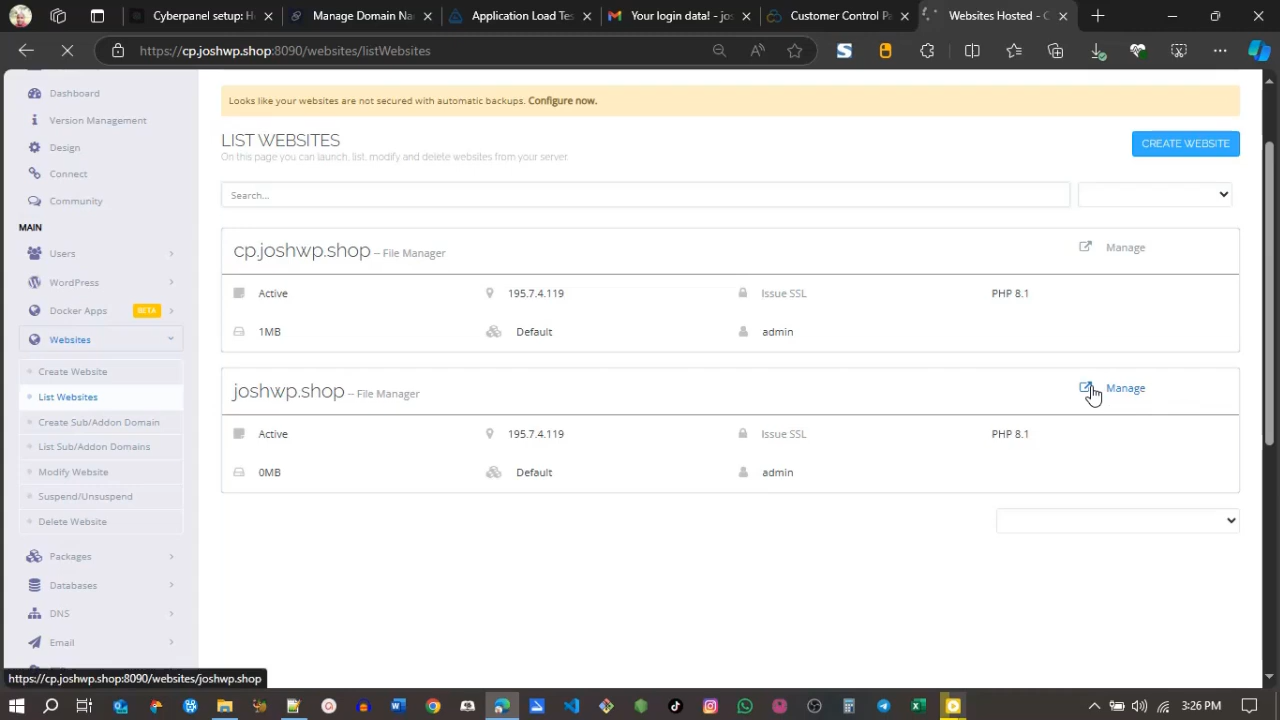 Cyberpanel setup: H
Manage Domain Na
Application Load Tes
Your login data - jos
Customer Control Pa
Websites Hosted - C
https://cp.joshwp.shop:8090/websites/listWebsites
Dashboard
Version Management
Design
Connect
Community
MAIN
Users
WordPress
Docker Apps BETA
Websites
Create Website
List Websites
Create Sub/Addon Domain
List Sub/Addon Domains
Modify Website
Suspend/Unsuspend
Delete Website
Packages
Databases
DNS
Email
Looks like your websites are not secured with automatic backups. Configure now.
LIST WEBSITES
CREATE WEBSITE
On this page you can launch, list, modify and delete websites from your server.
Search...
cp.joshwp.shop – File Manager Manage
Active 195.7.4.119 Issue SSL PHP 8.1
1MB Default admin
joshwp.shop – File Manager Manage
Active 195.7.4.119 Issue SSL PHP 8.1
0MB Default admin
https://cp.joshwp.shop:8090/websites/joshwp.shop
3:26 PM